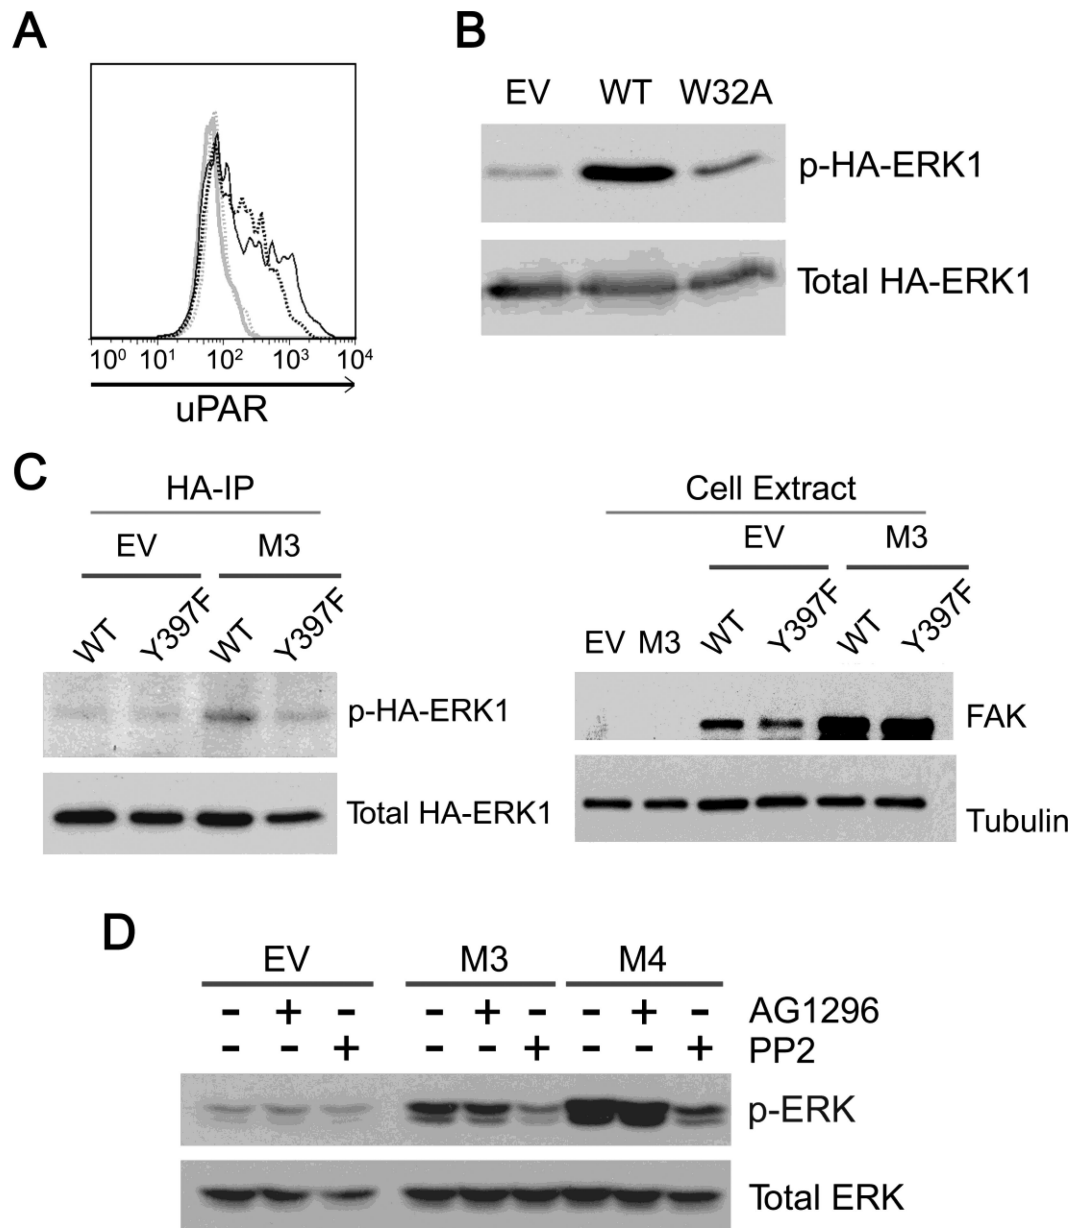 A
10⁰ 10¹ 10² 10³ 10⁴
uPAR
B
EV WT W32A
p-HA-ERK1
Total HA-ERK1
C
HA-IP
EV M3
WT Y397F WT Y397F
p-HA-ERK1
Total HA-ERK1
Cell Extract
EV M3
EV M3 WT Y397F WT Y397F
FAK
Tubulin
D
EV M3 M4
- + - - + - - + - AG1296
- - + - - + - - + PP2
p-ERK
Total ERK